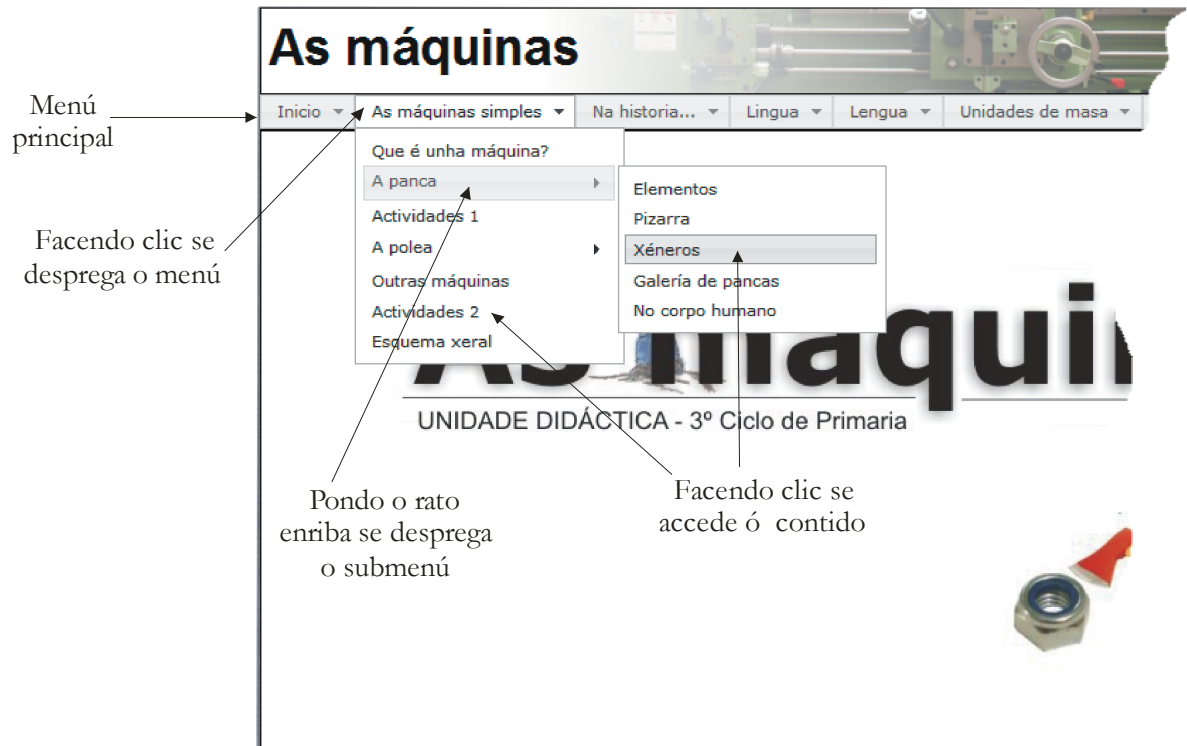 As máquinas
Menú
principal
Inicio
As máquinas simples
Na historia...
Lingua
Lengua
Unidades de masa
Que é unha máquina?
A panca
Actividades 1
A polea
Outras máquinas
Actividades 2
Esquema xeral
Elementos
Pizarra
Xéneros
Galería de pancas
No corpo humano
Facendo clic se
desprega o menú
UNIDADE DIDÁCTICA - 3º Ciclo de Primaria
Pondo o rato
enriba se desprega
o submenú
Facendo clic se
accede ó contido